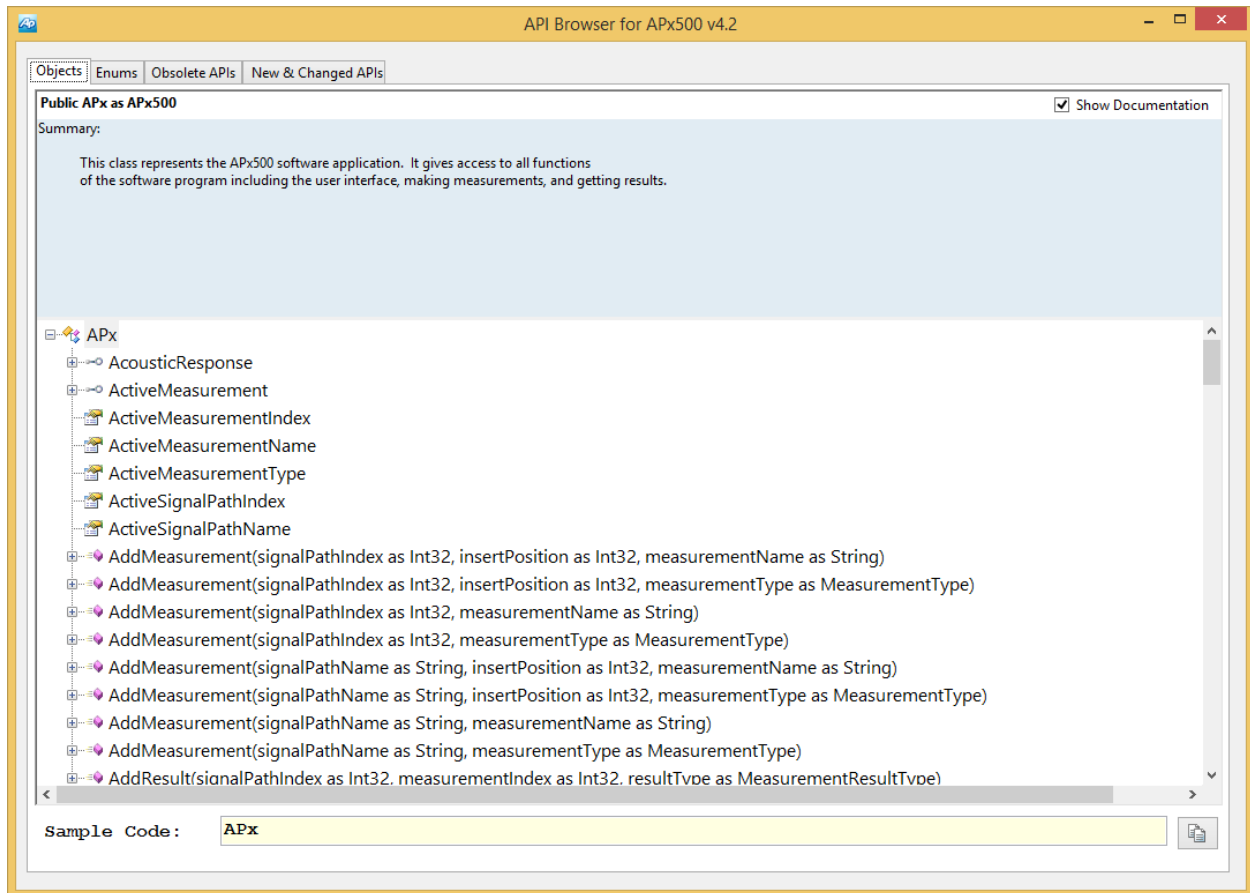 API Browser for APx500 v4.2
Objects Enums Obsolete APIs New & Changed APIs
Public APx as APx500 Show Documentation
Summary:
This class represents the APx500 software application. It gives access to all functions
of the software program including the user interface, making measurements, and getting results.
APx
AcousticResponse
ActiveMeasurement
ActiveMeasurementIndex
ActiveMeasurementName
ActiveMeasurementType
ActiveSignalPathIndex
ActiveSignalPathName
AddMeasurement(signalPathIndex as Int32, insertPosition as Int32, measurementName as String)
AddMeasurement(signalPathIndex as Int32, insertPosition as Int32, measurementType as MeasurementType)
AddMeasurement(signalPathIndex as Int32, measurementName as String)
AddMeasurement(signalPathIndex as Int32, measurementType as MeasurementType)
AddMeasurement(signalPathName as String, insertPosition as Int32, measurementName as String)
AddMeasurement(signalPathName as String, insertPosition as Int32, measurementType as MeasurementType)
AddMeasurement(signalPathName as String, measurementName as String)
AddMeasurement(signalPathName as String, measurementType as MeasurementType)
AddResult(signalPathIndex as Int32, measurementIndex as Int32, resultType as MeasurementResultType)
Sample Code: APx